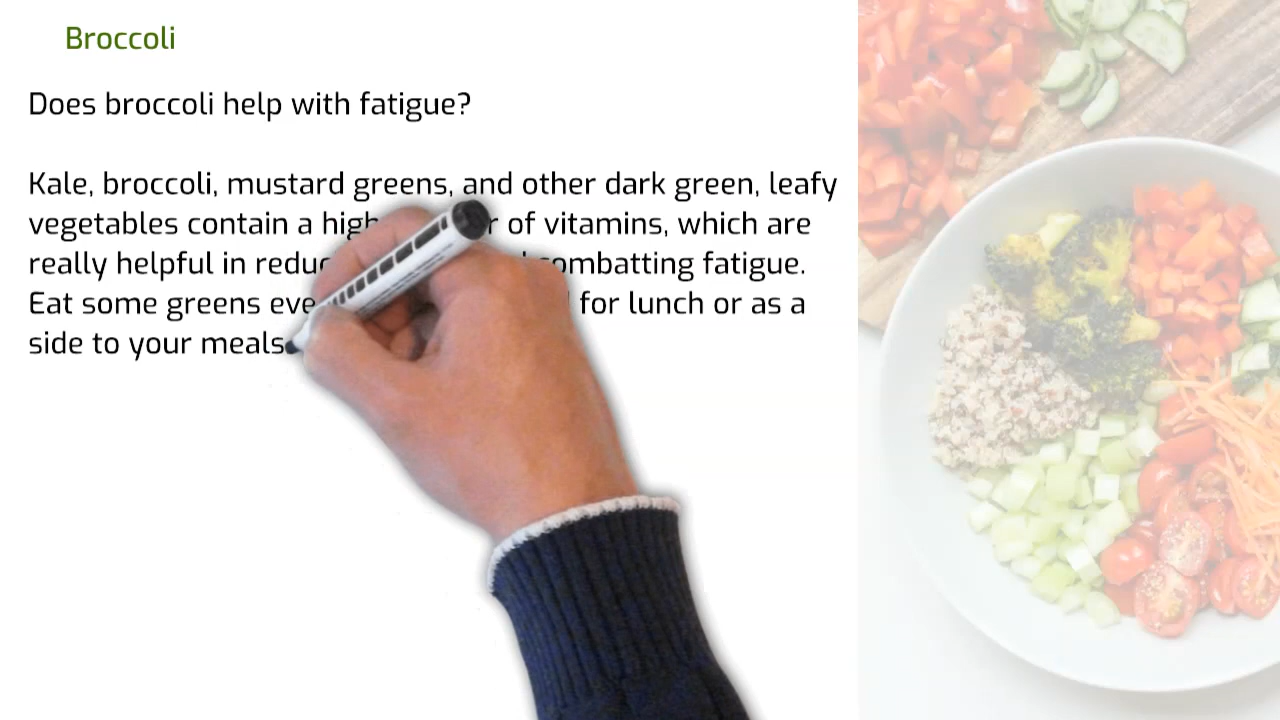 Broccoli
Does broccoli help with fatigue?
Kale, broccoli, mustard greens, and other dark green, leafy
vegetables contain a high of vitamins, which are
really helpful in combatting fatigue.
Eat some greens for lunch or as a
side to your meals